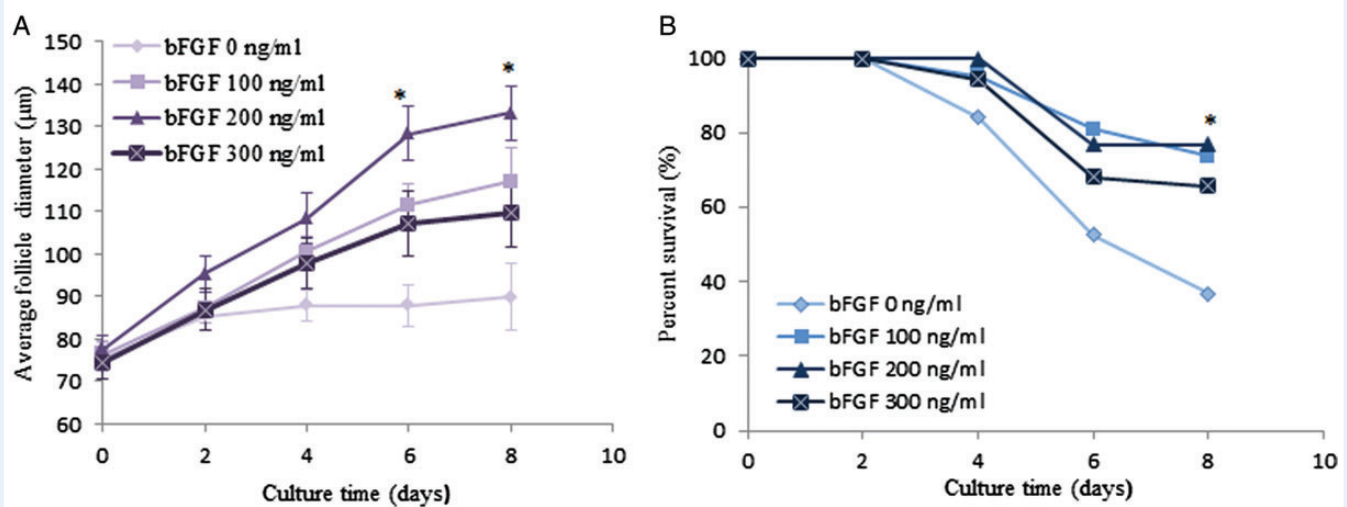 A
Average follicle diameter (µm)
150
140
130
120
110
100
90
80
70
60
bFGF 0 ng/ml
bFGF 100 ng/ml
bFGF 200 ng/ml
bFGF 300 ng/ml
*
*
0 2 4 6 8 10
Culture time (days)
B
Percent survival (%)
100
80
60
40
20
0
*
bFGF 0 ng/ml
bFGF 100 ng/ml
bFGF 200 ng/ml
bFGF 300 ng/ml
0 2 4 6 8 10
Culture time (days)